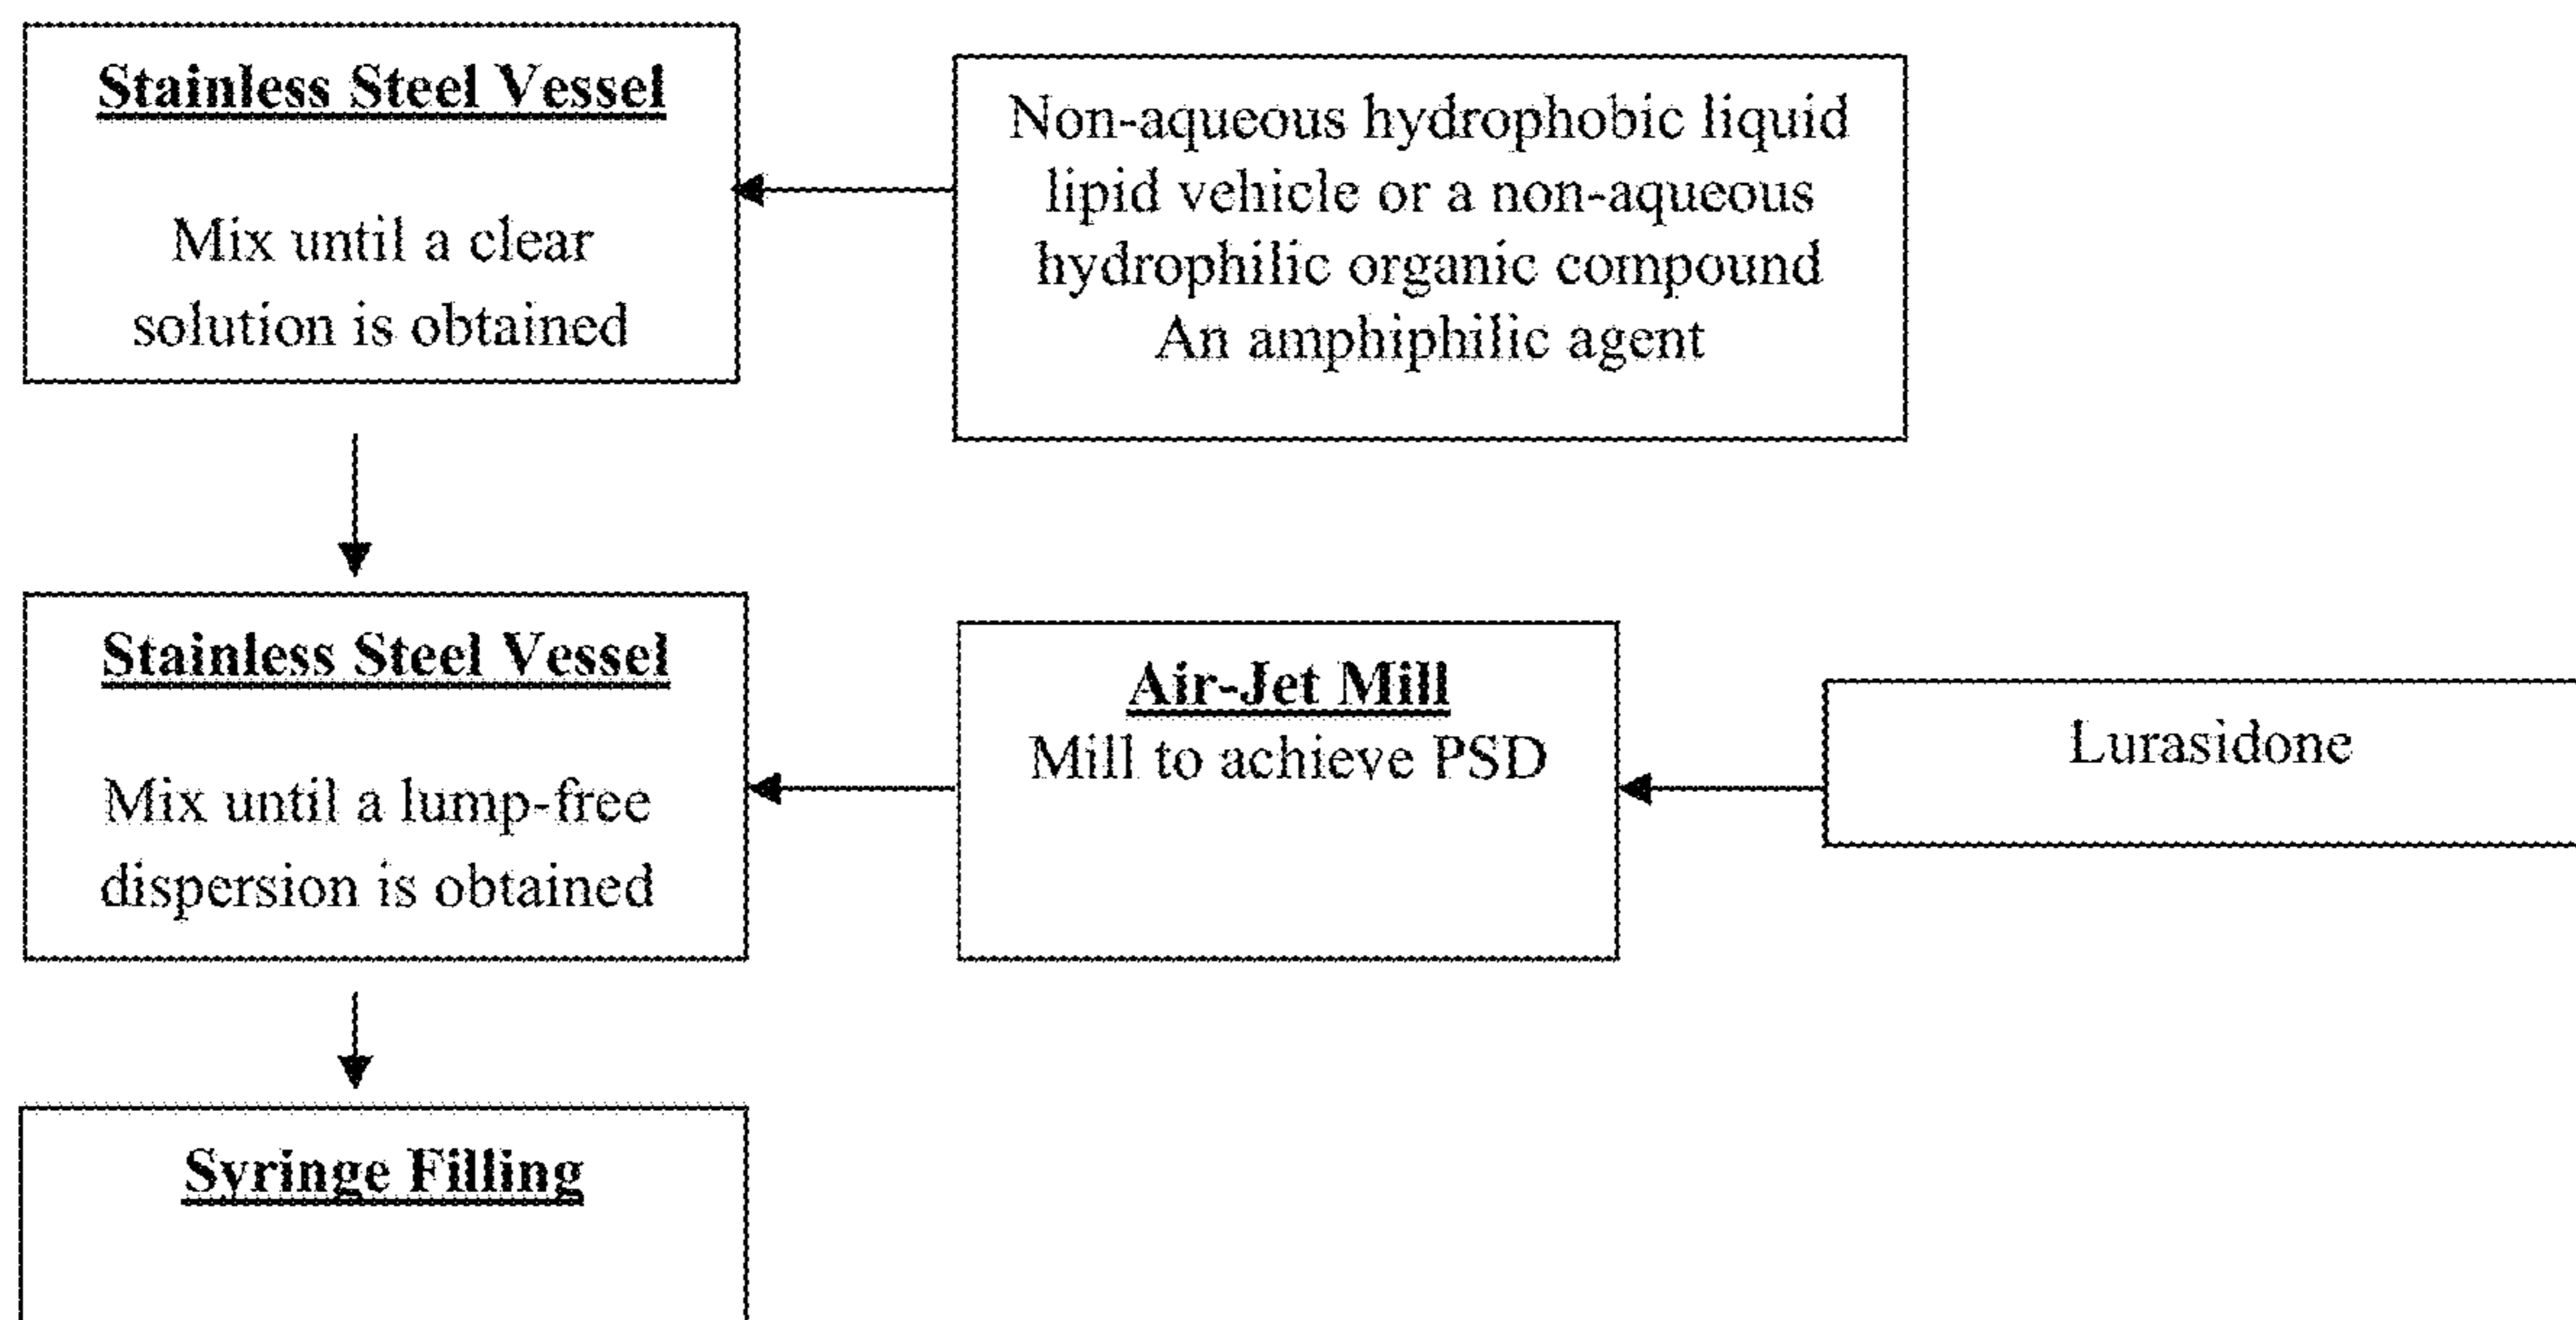 Stainless Steel Vessel
Mix until a clear
solution is obtained
Non-aqueous hydrophobic liquid
lipid vehicle or a non-aqueous
hydrophilic organic compound
An amphiphilic agent
Stainless Steel Vessel
Mix until a lump-free
dispersion is obtained
Air-Jet Mill
Mill to achieve PSD
Lurasidone
Syringe Filling